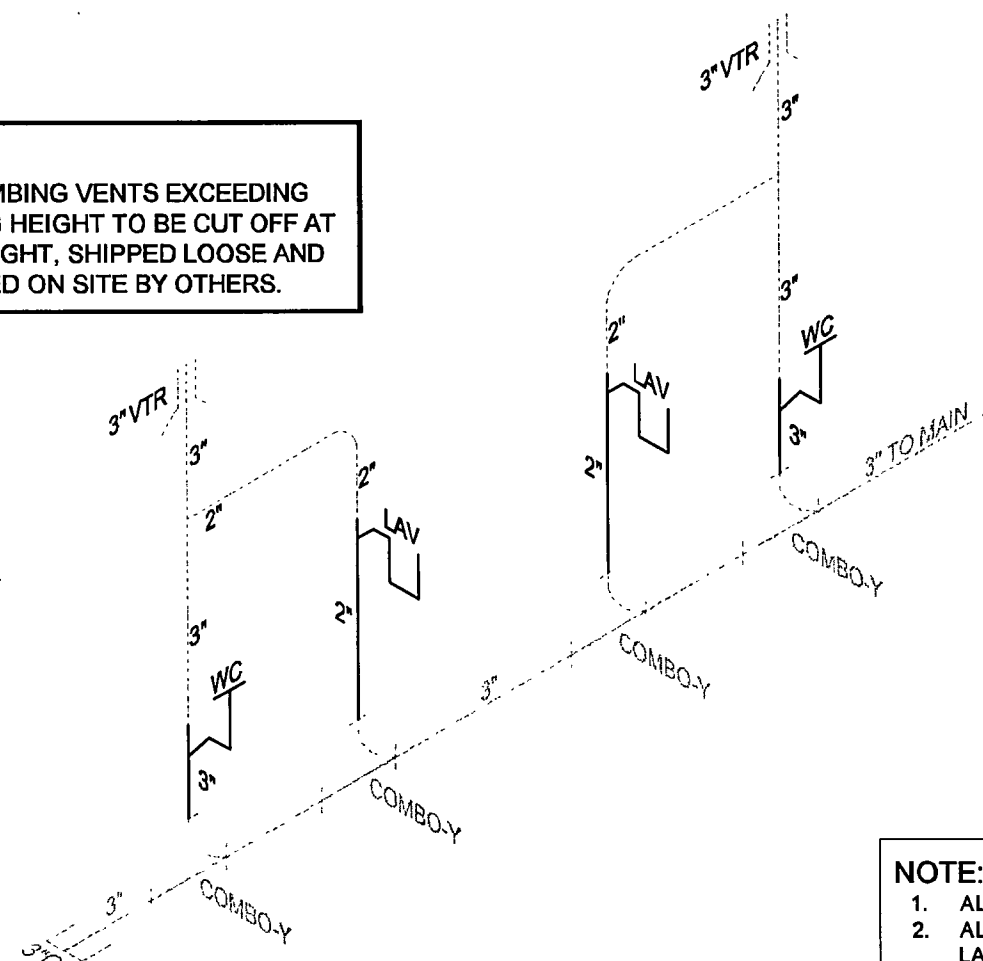 3" VTR
3"
MBING VENTS EXCEEDING
HEIGHT TO BE CUT OFF AT
GHT, SHIPPED LOOSE AND
ED ON SITE BY OTHERS.
3"
2"
WC
LAV
3" VTR
3"
3" TO MAIN
3"
2"
2"
2"
LAV
COMBO-Y
2"
3"
COMBO-Y
WC
3"
3"
COMBO-Y
NOTE:
1. AL
2. AL
LA
3"
COMBO-Y